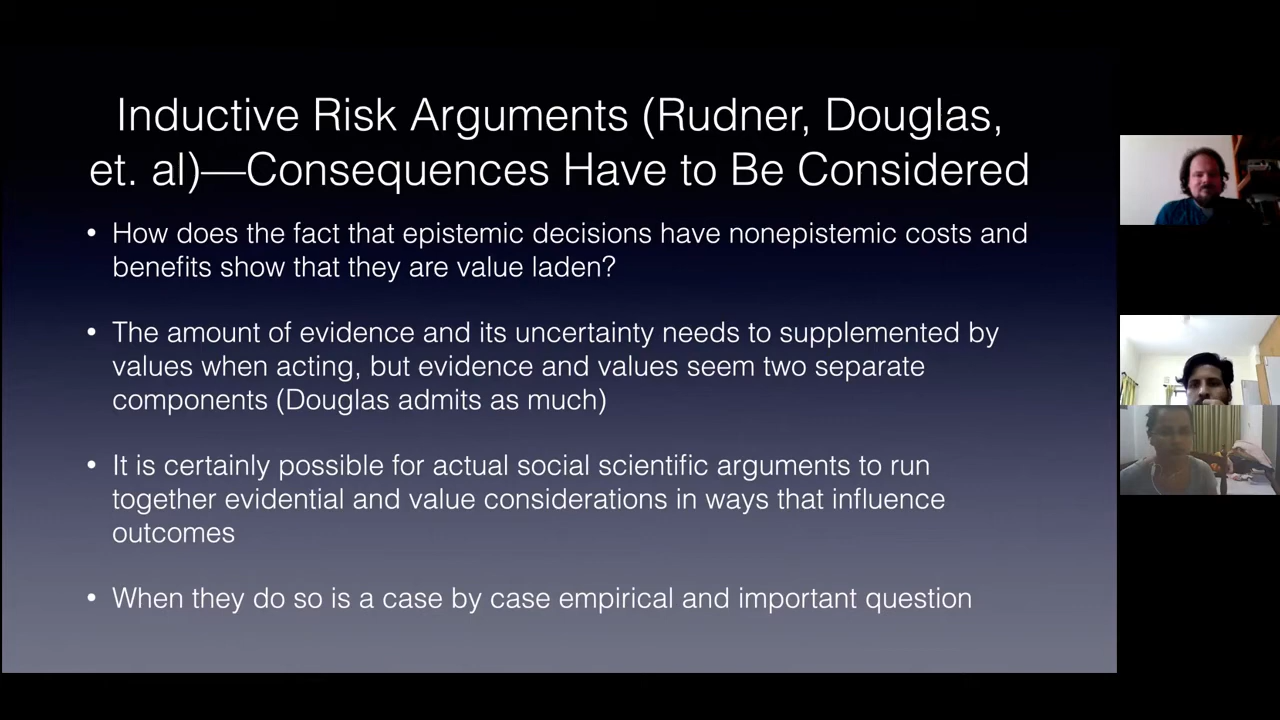 Inductive Risk Arguments (Rudner, Douglas,
et. al)—Consequences Have to Be Considered
• How does the fact that epistemic decisions have nonepistemic costs and
benefits show that they are value laden?
• The amount of evidence and its uncertainty needs to supplemented by
values when acting, but evidence and values seem two separate
components (Douglas admits as much)
• It is certainly possible for actual social scientific arguments to run
together evidential and value considerations in ways that influence
outcomes
• When they do so is a case by case empirical and important question